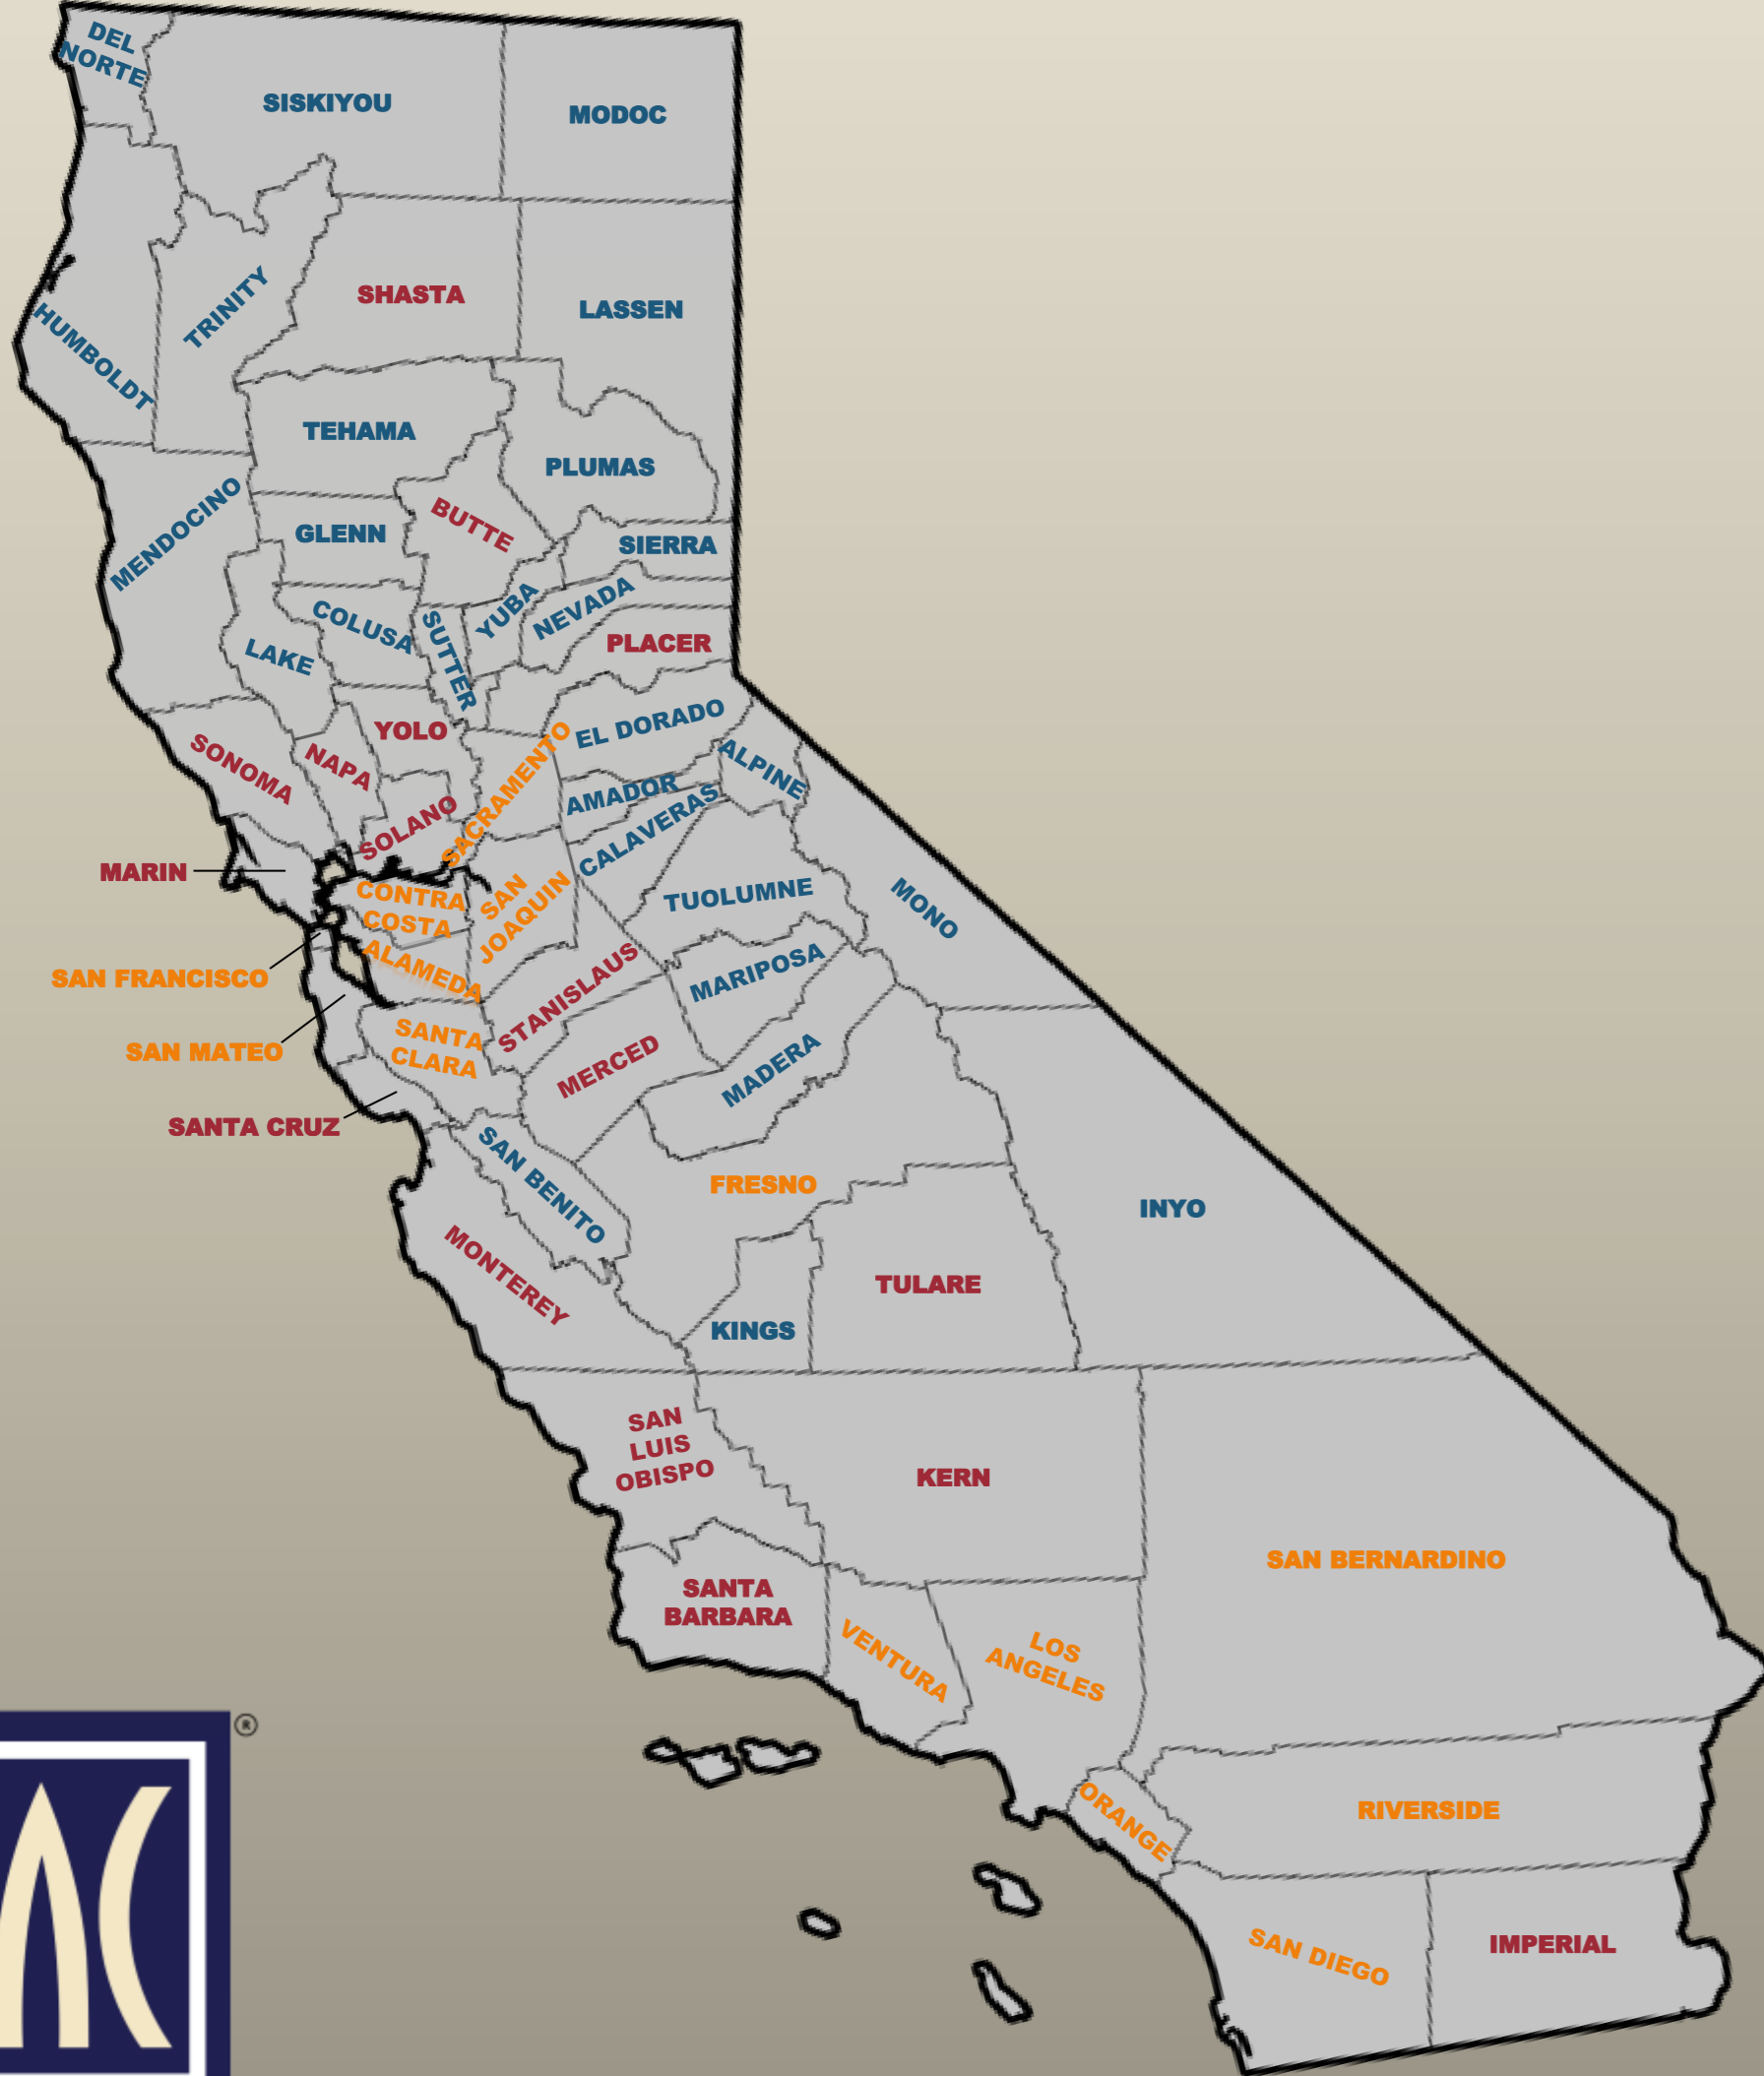 DEL
NORTE
SISKIYOU
MODOC
SHASTA
TRINITY
LASSEN
HUMBOLDT
TEHAMA
PLUMAS
MENDOCINO
GLENN
BUTTE
SIERRA
COLUSA
SUTTER
YUBA
NEVADA
LAKE
PLACER
YOLO
EL DORADO
SONOMA
NAPA
SACRAMENTO
ALPINE
AMADOR
SOLANO
CALAVERAS
MARIN
CONTRA
COSTA
SAN
JOAQUIN
TUOLUMNE
MONO
SAN FRANCISCO
ALAMEDA
STANISLAUS
MARIPOSA
SAN MATEO
SANTA
CLARA
MERCED
MADERA
SANTA CRUZ
SAN BENITO
FRESNO
INYO
MONTEREY
TULARE
KINGS
SAN
LUIS
OBISPO
KERN
SAN BERNARDINO
SANTA
BARBARA
VENTURA
LOS
ANGELES
ORANGE
RIVERSIDE
SAN DIEGO
IMPERIAL
AC
®